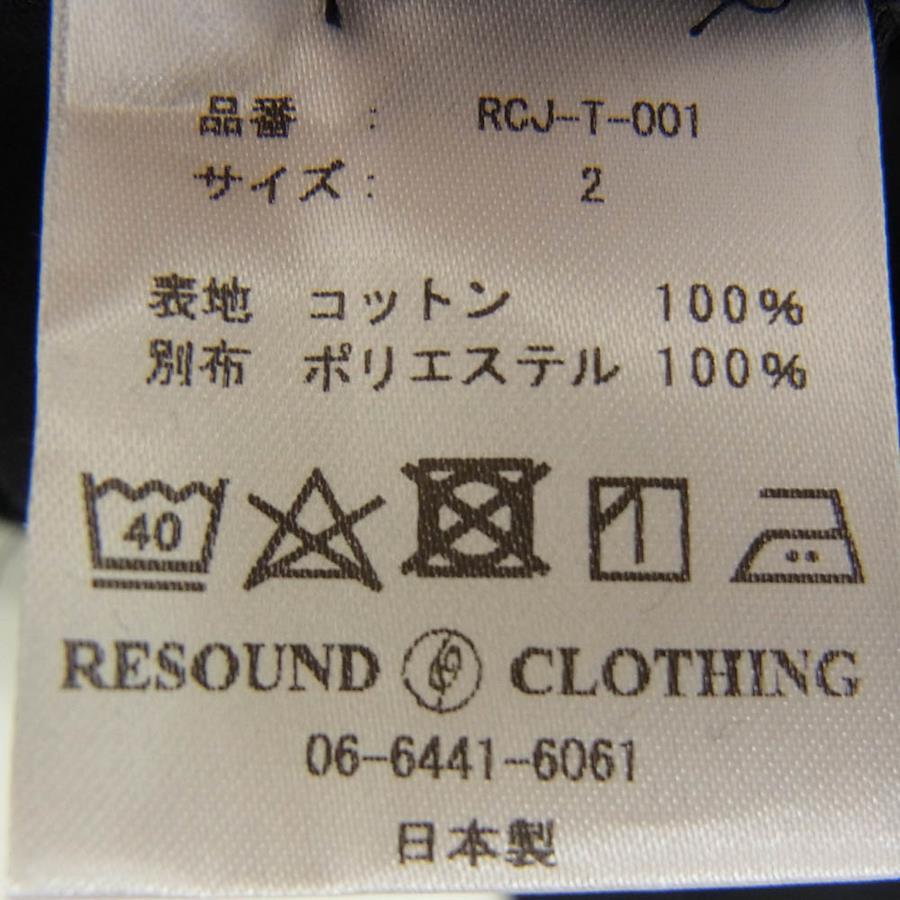 品番 : RCJ-T-001
サイズ : 2
表地 コットン 100%
別布 ポリエステル 100%
40
RESOUND CLOTHING
06-6441-6061
日本製